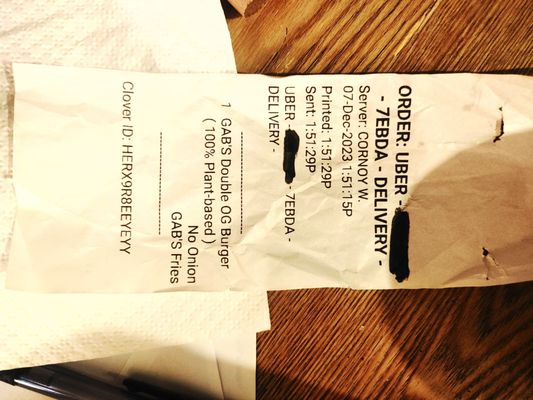 ORDER: UBER -
- 7EBDA - DELIVERY -
Server: CORNOY W.
07-Dec-2023 1:51:15P
Printed: 1:51:29P
Sent: 1:51:29P
UBER - - 7EBDA -
DELIVERY -
1 GAB'S Double OG Burger
( 100% Plant-based )
No Onion
GAB'S Fries
Clover ID: HERX9R8EEYEYY